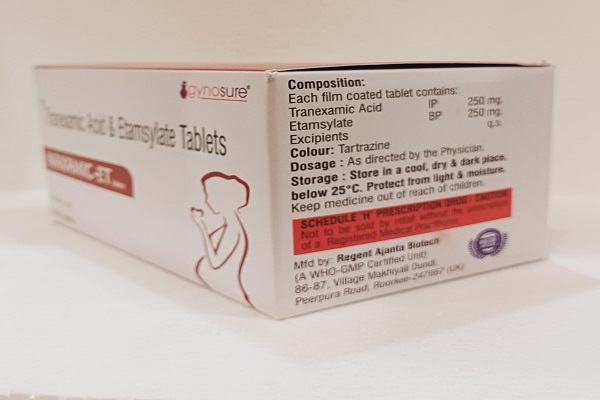 gynosure®
Tranexamic Acid & Etamsylate Tablets
Composition:
Each film coated tablet contains:
Tranexamic Acid IP 250 mg.
Etamsylate BP 250 mg.
Excipients q.s.
Colour: Tartrazine
Dosage : As directed by the Physician.
Storage : Store in a cool, dry & dark place,
below 25°C. Protect from light & moisture.
Keep medicine out of reach of children.
SCHEDULE 'H' PRESCRIPTION DRUG - CAUTION
Not to be sold by retail without the prescription
of a Registered Medical Practitioner.
Mfd by: Regent Ajanta Biotech
(A WHO-GMP Certified Unit)
86-87, Village Makhiyali Dundi,
Peerpura Road, Roorkee-247667 (UK)